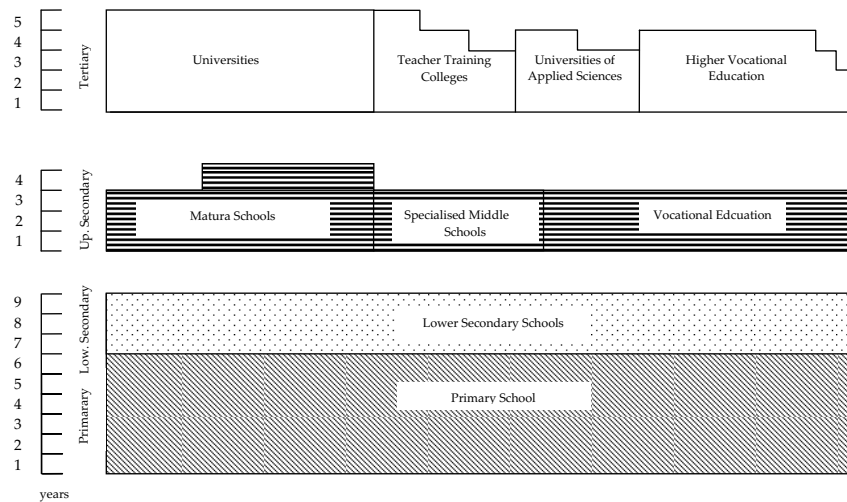 5
4
3
2
1
Tertiary
Universities
Teacher Training
Colleges
Universities of
Applied Sciences
Higher Vocational
Education
4
3
2
1
Up. Secondary
Matura Schools
Specialised Middle
Schools
Vocational Edcuation
9
8
7
6
5
4
3
2
1
Low. Secondary
Primarary
Lower Secondary Schools
Primary School
years